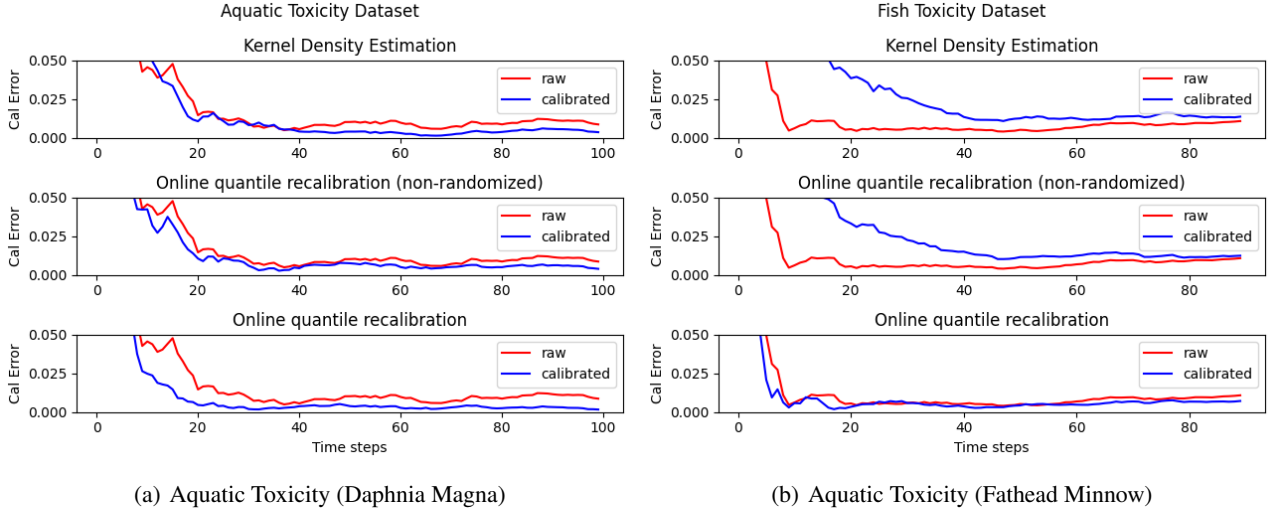 Aquatic Toxicity Dataset
Kernel Density Estimation
Cal Error
0.050
0.025
0.000
raw
calibrated
0 20 40 60 80 100
Online quantile recalibration (non-randomized)
Cal Error
0.050
0.025
0.000
raw
calibrated
0 20 40 60 80 100
Online quantile recalibration
Cal Error
0.050
0.025
0.000
raw
calibrated
0 20 40 60 80 100
Time steps
(a) Aquatic Toxicity (Daphnia Magna)
Fish Toxicity Dataset
Kernel Density Estimation
Cal Error
0.050
0.025
0.000
raw
calibrated
0 20 40 60 80
Online quantile recalibration (non-randomized)
Cal Error
0.050
0.025
0.000
raw
calibrated
0 20 40 60 80
Online quantile recalibration
Cal Error
0.050
0.025
0.000
raw
calibrated
0 20 40 60 80
Time steps
(b) Aquatic Toxicity (Fathead Minnow)